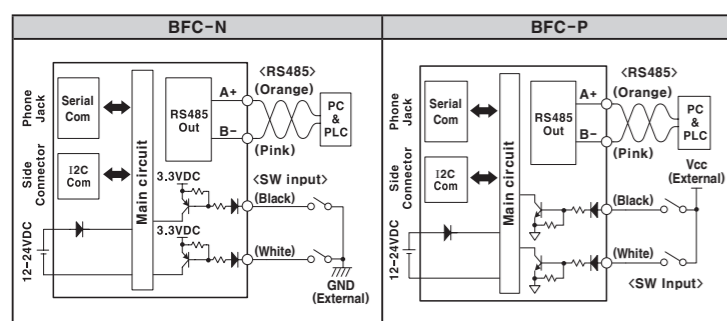 BFC-N
Phone Jack
Serial Com
Side Connector
I2C Com
12-24VDC
Main circuit
RS485 Out
A+
B-
<RS485>
(Orange)
(Pink)
PC & PLC
3.3VDC
<SW input>
(Black)
3.3VDC
(White)
GND (External)
BFC-P
Phone Jack
Serial Com
Side Connector
I2C Com
12-24VDC
Main circuit
RS485 Out
A+
B-
<RS485>
(Orange)
(Pink)
PC & PLC
Vcc (External)
(Black)
(White)
<SW Input>